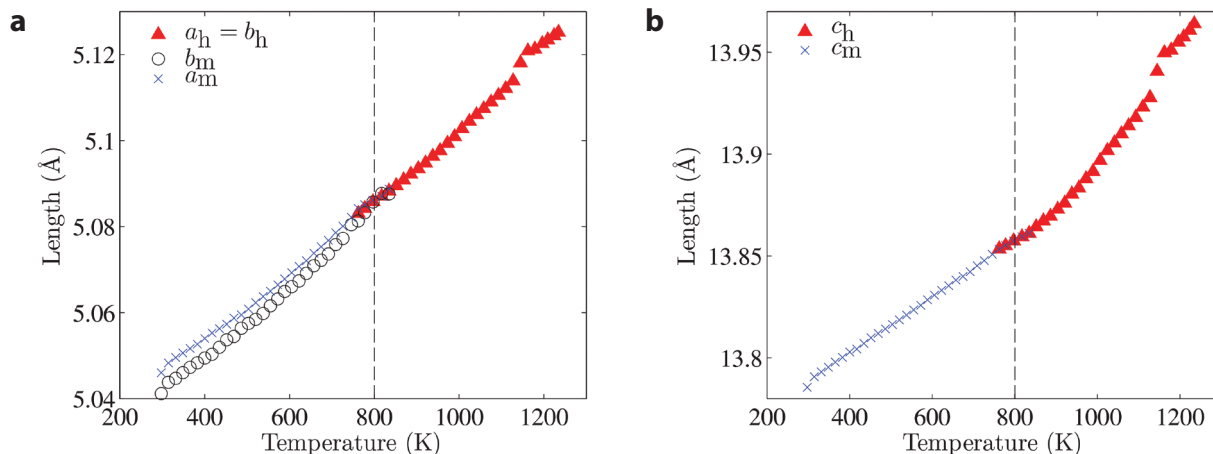 a
a_h = b_h
b_m
a_m
5.12
5.1
5.08
5.06
5.04
Length (Å)
200 400 600 800 1000 1200
Temperature (K)
b
c_h
c_m
13.95
13.9
13.85
13.8
Length (Å)
200 400 600 800 1000 1200
Temperature (K)